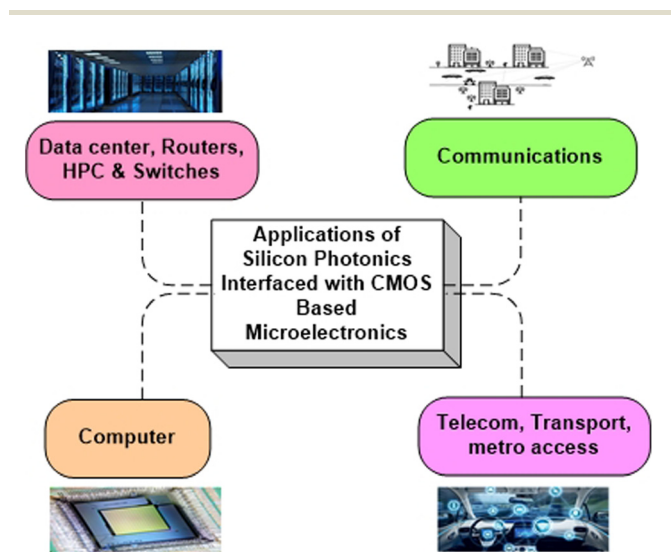 Data center, Routers,
HPC & Switches
Communications
Applications of
Silicon Photonics
Interfaced with CMOS
Based
Microelectronics
Computer
Telecom, Transport,
metro access